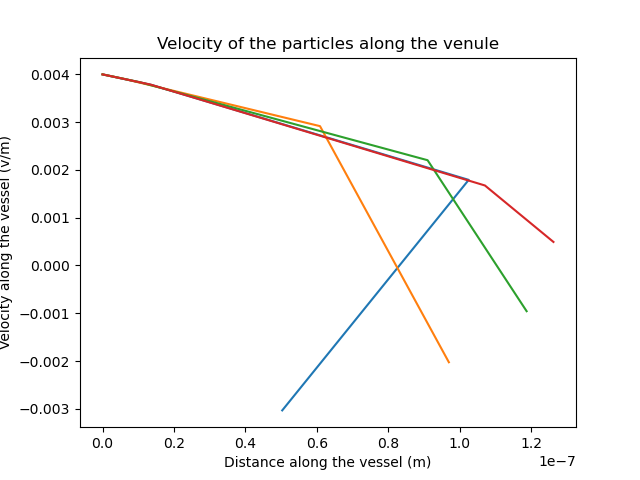 Velocity of the particles along the venule
Velocity along the vessel (v/m)
0.004
0.003
0.002
0.001
0.000
−0.001
−0.002
−0.003
0.0 0.2 0.4 0.6 0.8 1.0 1.2
1e−7
Distance along the vessel (m)